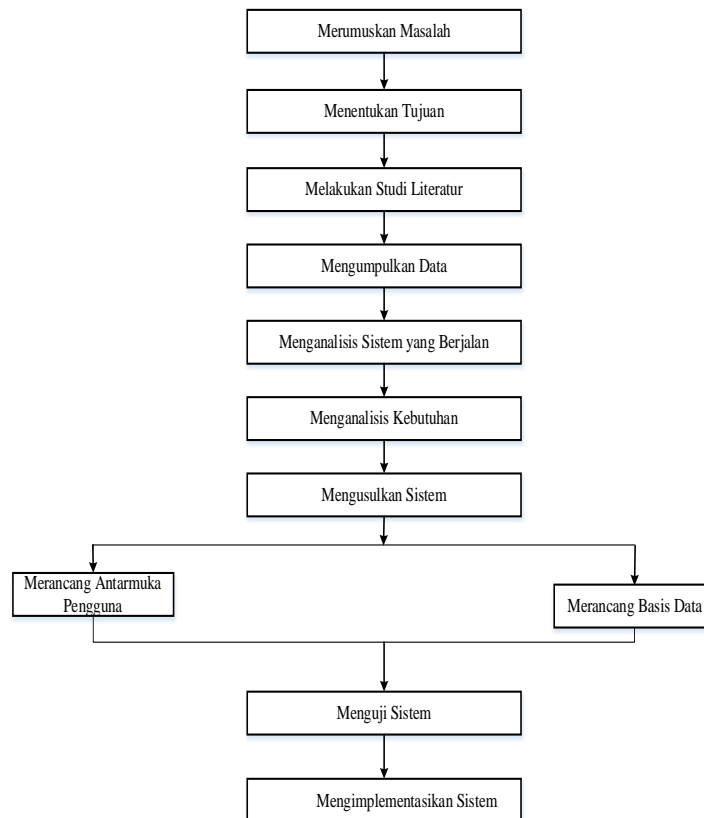 Merumuskan Masalah
Menentukan Tujuan
Melakukan Studi Literatur
Mengumpulkan Data
Menganalisis Sistem yang Berjalan
Menganalisis Kebutuhan
Mengusulkan Sistem
Merancang Antarmuka
Pengguna
Merancang Basis Data
Menguji Sistem
Mengimplementasikan Sistem